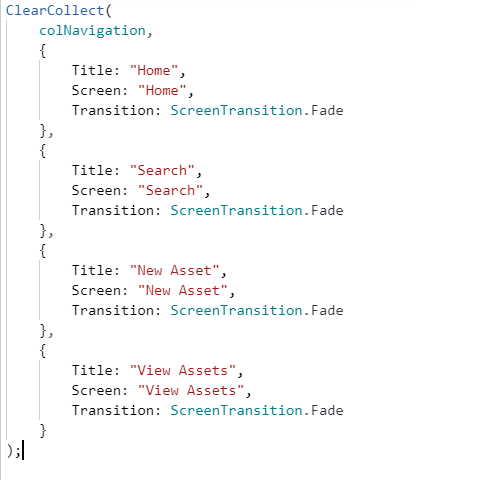 ClearCollect(
    colNavigation,
    {
        Title: "Home",
        Screen: "Home",
        Transition: ScreenTransition.Fade
    },
    {
        Title: "Search",
        Screen: "Search",
        Transition: ScreenTransition.Fade
    },
    {
        Title: "New Asset",
        Screen: "New Asset",
        Transition: ScreenTransition.Fade
    },
    {
        Title: "View Assets",
        Screen: "View Assets",
        Transition: ScreenTransition.Fade
    }
);